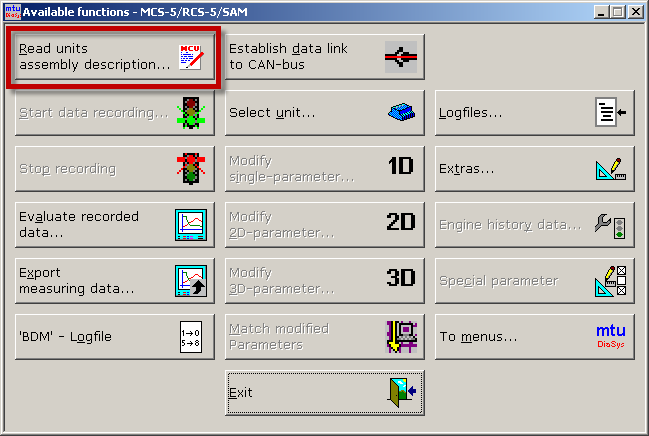 mtu
DiaSys
Available functions - MCS-5/RCS-5/SAM
Read units
assembly description...
MCU
Establish data link
to CAN-bus
Start data recording...
Select unit...
Logfiles...
Stop recording
Modify
single-parameter...
1D
Extras...
Evaluate recorded
data...
Modify
2D-parameter...
2D
Engine history data...
Export
measuring data...
Modify
3D-parameter...
3D
Special parameter
'BDM' - Logfile
1→0
5→8
Match modified
Parameters
To menus...
mtu
DiaSys
Exit